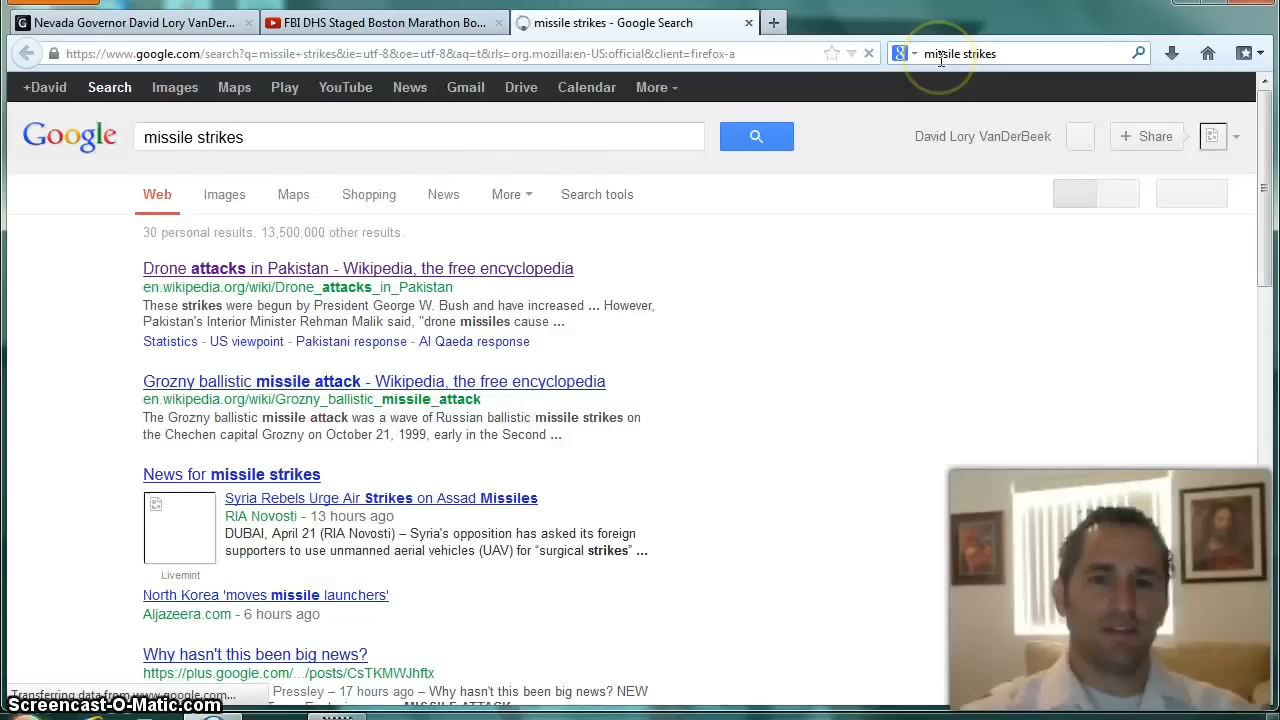 Nevada Governor David Lory VanDer...
FBI DHS Staged Boston Marathon Bo...
missile strikes - Google Search
https://www.google.com/search?q=missile+strikes&ie=utf-8&oe=utf-8&aq=t&rls=org.mozilla:en-US:official&client=firefox-a
missile strikes
+David Search Images Maps Play YouTube News Gmail Drive Calendar More
Google
missile strikes
David Lory VanDerBeek
+ Share
Web Images Maps Shopping News More Search tools
30 personal results. 13,500,000 other results.
Drone attacks in Pakistan - Wikipedia, the free encyclopedia
en.wikipedia.org/wiki/Drone_attacks_in_Pakistan
These strikes were begun by President George W. Bush and have increased ... However,
Pakistan's Interior Minister Rehman Malik said, "drone missiles cause ...
Statistics - US viewpoint - Pakistani response - Al Qaeda response
Grozny ballistic missile attack - Wikipedia, the free encyclopedia
en.wikipedia.org/wiki/Grozny_ballistic_missile_attack
The Grozny ballistic missile attack was a wave of Russian ballistic missile strikes on
the Chechen capital Grozny on October 21, 1999, early in the Second ...
News for missile strikes
Syria Rebels Urge Air Strikes on Assad Missiles
RIA Novosti - 13 hours ago
DUBAI, April 21 (RIA Novosti) – Syria's opposition has asked its foreign
supporters to use unmanned aerial vehicles (UAV) for “surgical strikes” ...
Livemint
North Korea 'moves missile launchers'
Aljazeera.com - 6 hours ago
Why hasn't this been big news?
https://plus.google.com/.../posts/CsTKMWJhftx
Transferring data from www.google.com...
Pressley – 17 hours ago – Why hasn't this been big news? NEW
MISSILE ATTACK
Screencast-O-Matic.com